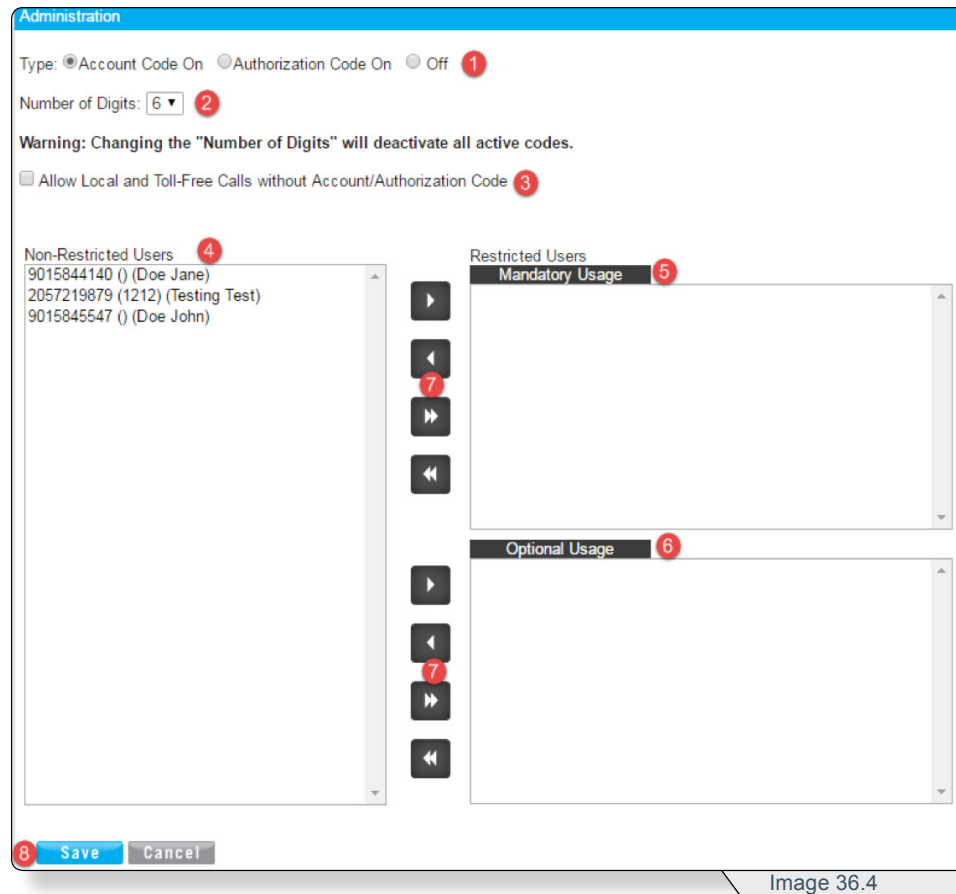 Administration
Type: Account Code On Authorization Code On Off 1
Number of Digits: 6 2
Warning: Changing the "Number of Digits" will deactivate all active codes.
Allow Local and Toll-Free Calls without Account/Authorization Code 3
Non-Restricted Users 4
9015844140 () (Doe Jane)
2057219879 (1212) (Testing Test)
9015845547 () (Doe John)
Restricted Users
Mandatory Usage 5
7
Optional Usage 6
7
8 Save Cancel
Image 36.4